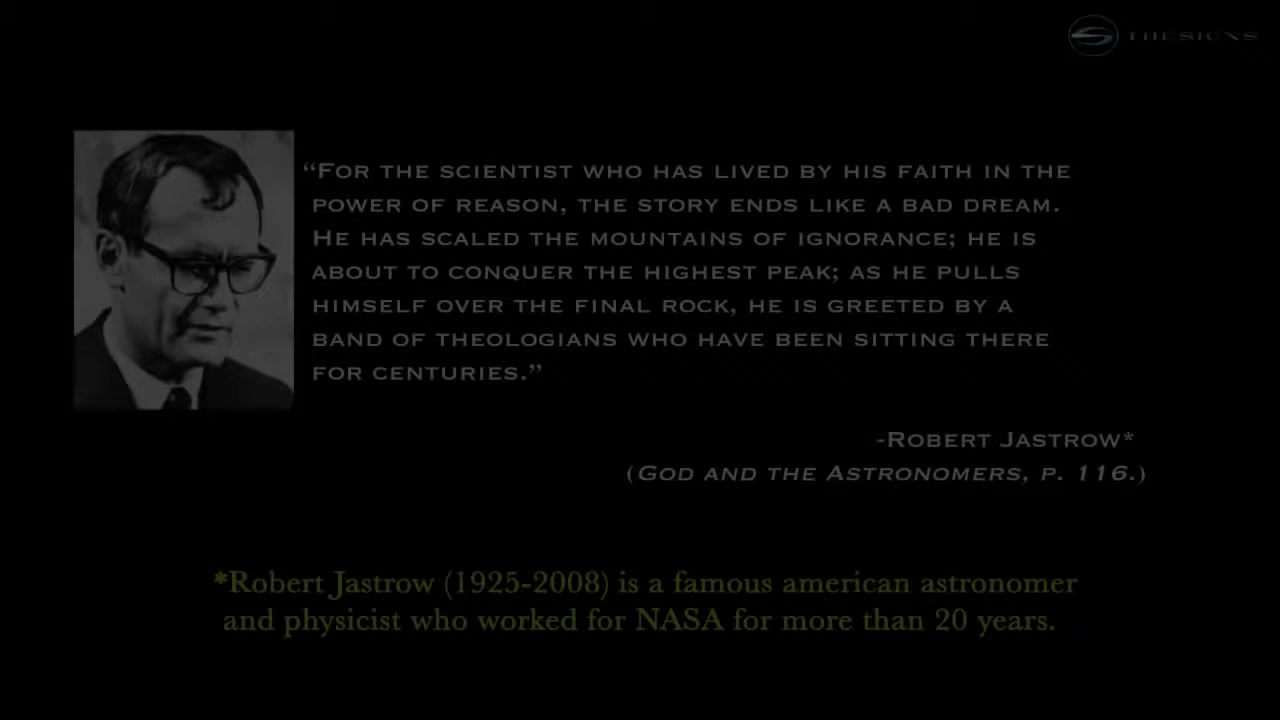 THESIGNS
“FOR THE SCIENTIST WHO HAS LIVED BY HIS FAITH IN THE
POWER OF REASON, THE STORY ENDS LIKE A BAD DREAM.
HE HAS SCALED THE MOUNTAINS OF IGNORANCE; HE IS
ABOUT TO CONQUER THE HIGHEST PEAK; AS HE PULLS
HIMSELF OVER THE FINAL ROCK, HE IS GREETED BY A
BAND OF THEOLOGIANS WHO HAVE BEEN SITTING THERE
FOR CENTURIES.”
-ROBERT JASTROW*
(GOD AND THE ASTRONOMERS, P. 116.)
*Robert Jastrow (1925-2008) is a famous american astronomer
and physicist who worked for NASA for more than 20 years.